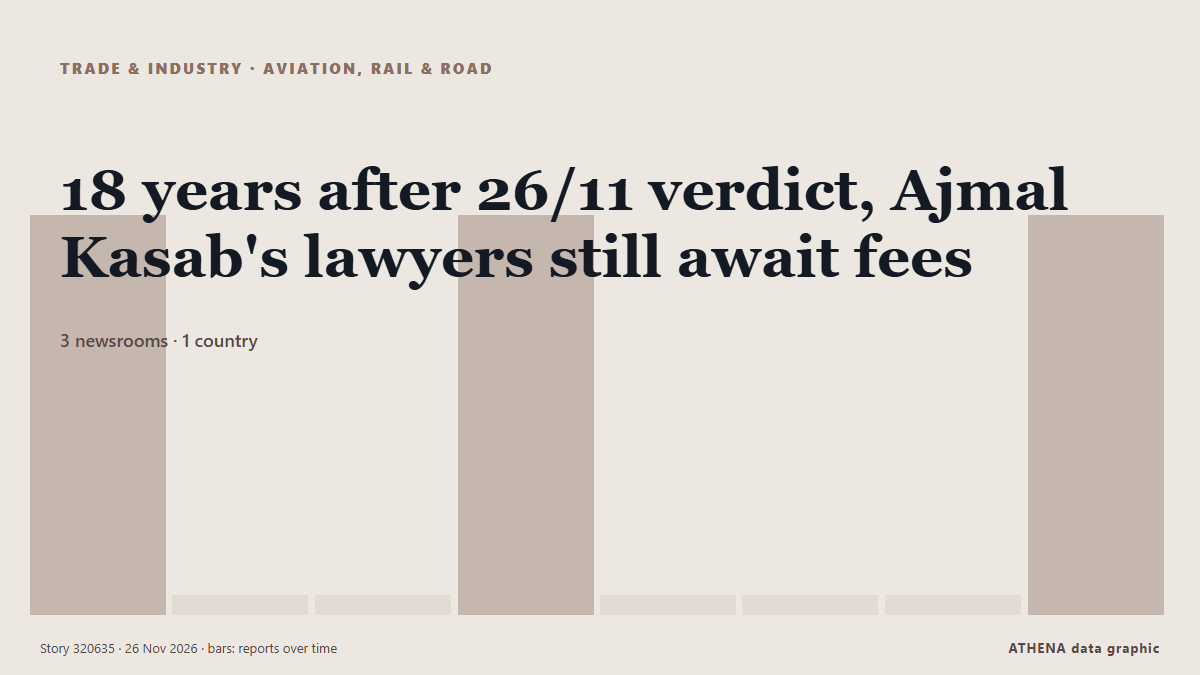 TRADE & INDUSTRY · AVIATION, RAIL & ROAD
18 years after 26/11 verdict, Ajmal
Kasab's lawyers still await fees
3 newsrooms · 1 country
Story 320635 · 26 Nov 2026 · bars: reports over time
ATHENA data graphic